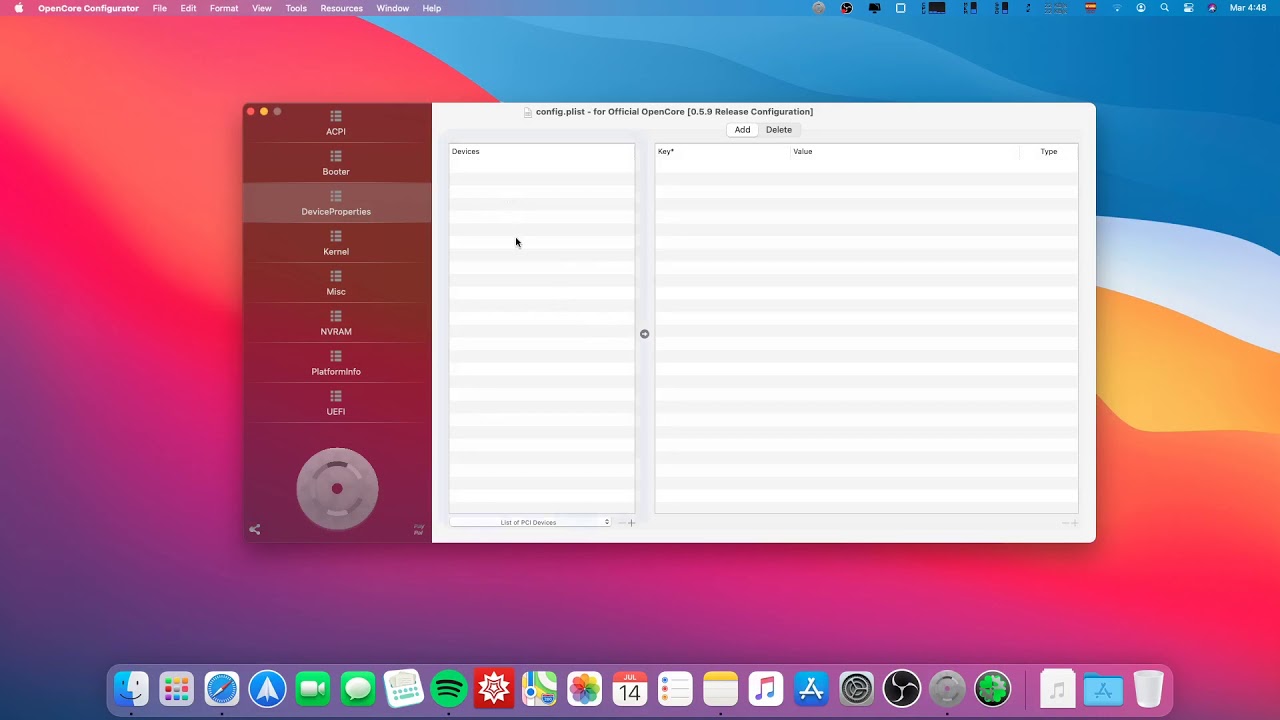 OpenCore Configurator File Edit Format View Tools Resources Window Help Mar 4:48
config.plist - for Official OpenCore [0.5.9 Release Configuration]
Add Delete
ACPI
Booter
DeviceProperties
Kernel
Misc
NVRAM
PlatformInfo
UEFI
Devices
Key* Value Type
List of PCI Devices
JUL
14